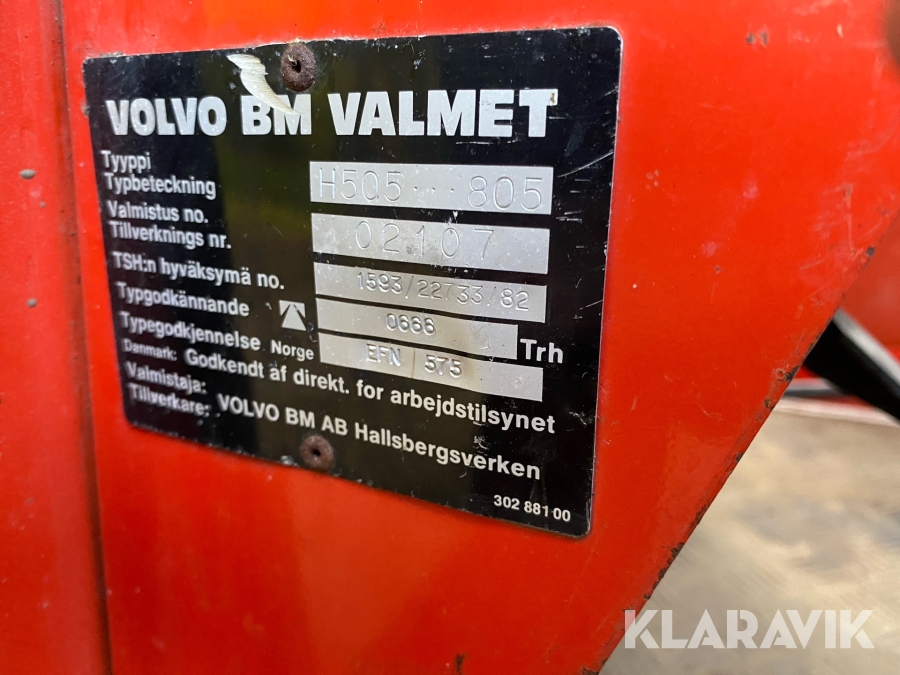 VOLVO BM VALMET
Tyyppi
Typbeteckning
H505 ··· 805
Valmistus no.
Tillverknings nr.
02107
TSH:n hyväksymä no.
1593/22733/82
Typgodkännande
0666
Trh
Typegodkjennelse Norge
EFN 575
Danmark: Godkendt af direkt. for arbejdstilsynet
Valmistaja:
Tillverkare: VOLVO BM AB Hallsbergsverken
302 881 00
KLARAVIK